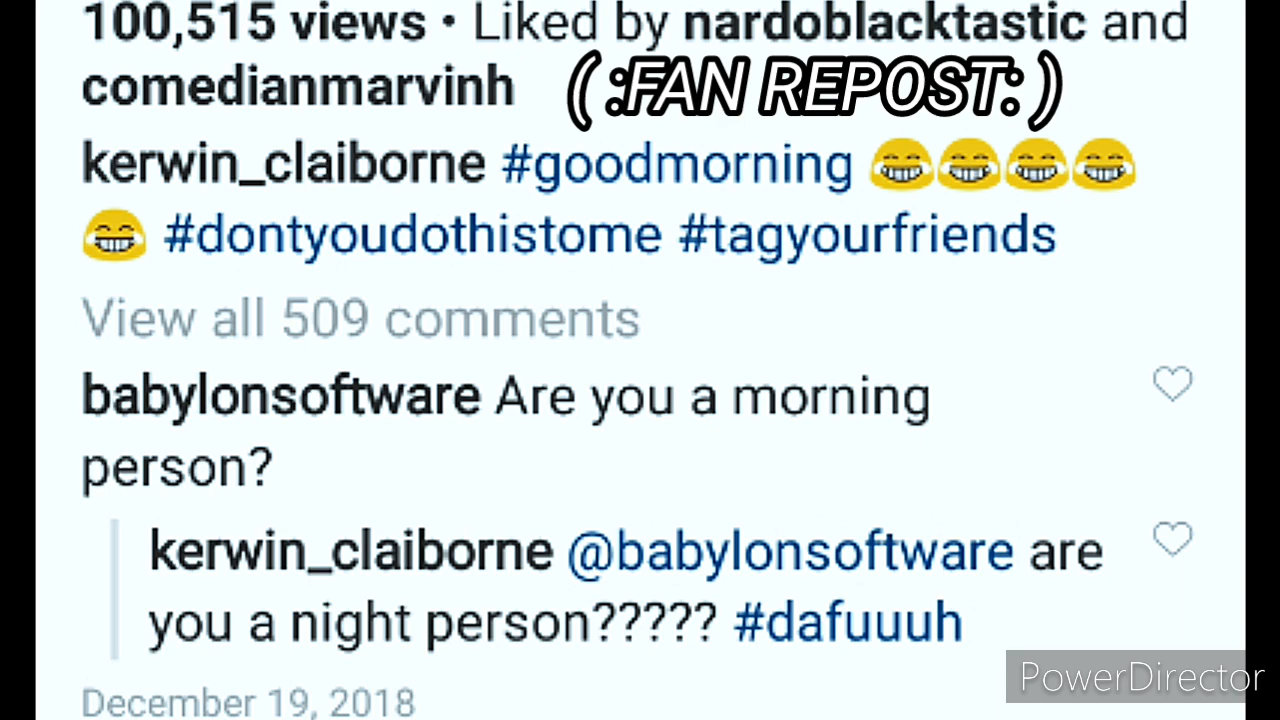 100,515 views • Liked by nardoblacktastic and
comedianmarvinh (:FAN REPOST:)
kerwin_claiborne #goodmorning 😂😂😂😂
😂 #dontyoudothistome #tagyourfriends
View all 509 comments
babylonsoftware Are you a morning
person?
kerwin_claiborne @babylonsoftware are
you a night person????? #dafuuuh
December 19, 2018
PowerDirector